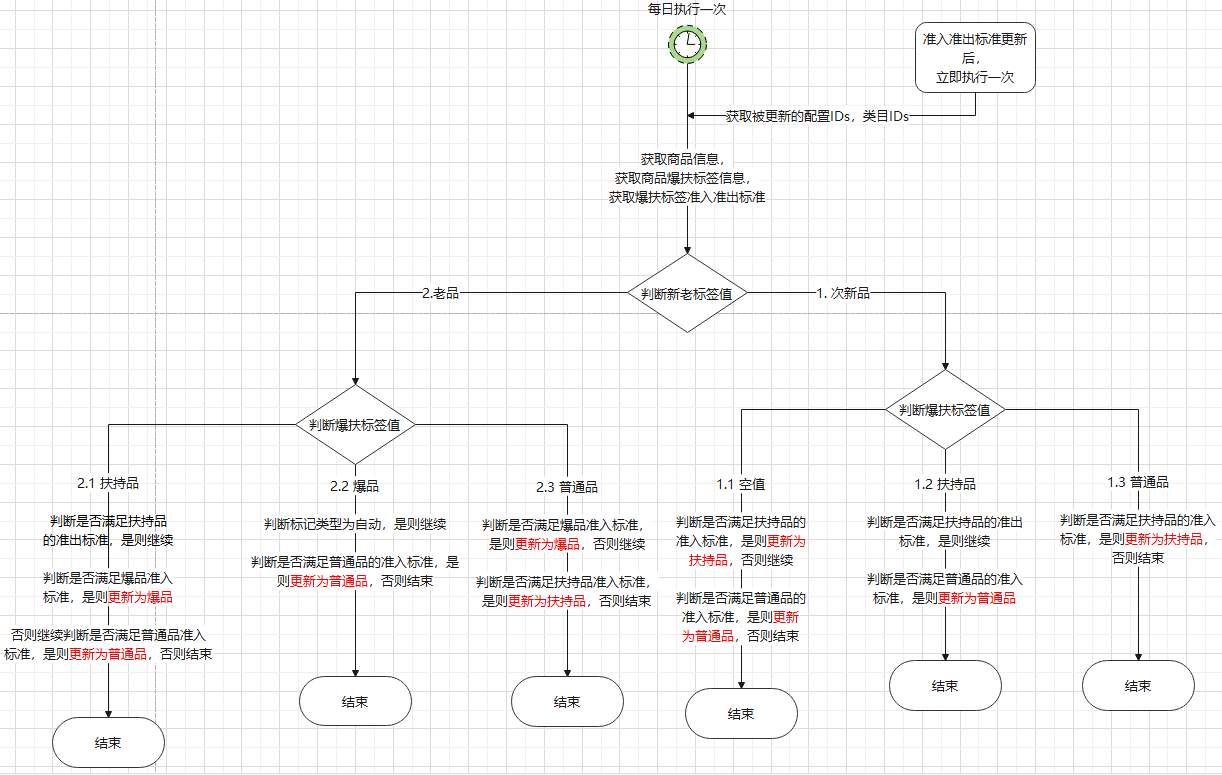 每日执行一次
准入准出标准更新
后，
立即执行一次
获取被更新的配置IDs，类目IDs
获取商品信息，
获取商品爆扶标签信息，
获取爆扶标签准入准出标准
判断新老标签值
2.老品
1. 次新品
判断爆扶标签值
判断爆扶标签值
2.1 扶持品
判断是否满足扶持品
的准出标准，是则继续
判断是否满足爆品准入
标准，是则更新为爆品
否则继续判断是否满足普通品准入
标准，是则更新为普通品，否则结束
结束
2.2 爆品
判断标记类型为自动，是则继续
判断是否满足普通品的准入标准，是
则更新为普通品，否则结束
结束
2.3 普通品
判断是否满足爆品准入标准，
是则更新为爆品，否则继续
判断是否满足扶持品准入标准，
是则更新为扶持品，否则结束
结束
1.1 空值
判断是否满足扶持品的
准入标准，是则更新为
扶持品，否则继续
判断是否满足普通品的
准入标准，是则更新
为普通品，否则结束
结束
1.2 扶持品
判断是否满足扶持品的准出
标准，是则继续
判断是否满足普通品的准入
标准，是则更新为普通品
结束
1.3 普通品
判断是否满足扶持品的准入
标准，是则更新为扶持品，
否则结束
结束